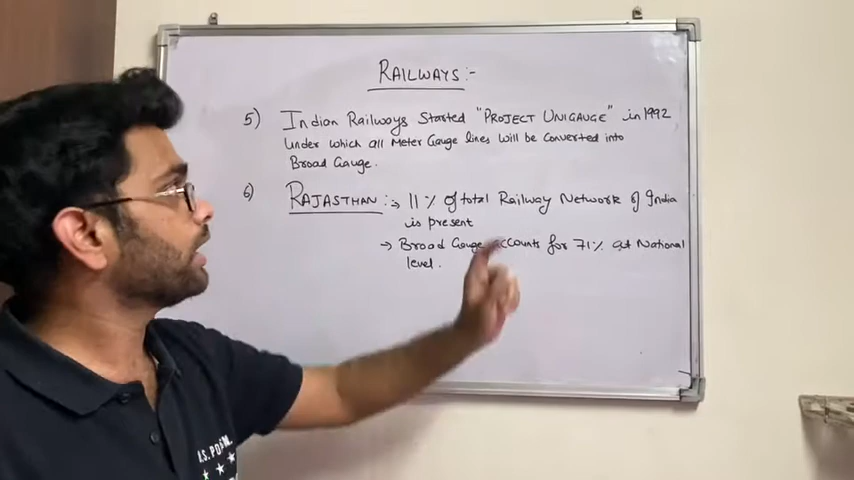 RAILWAYS :-
5) Indian Railways Started "PROJECT UNIGAUGE" in 1992
under which all Meter Gauge lines will be Converted into
Broad Gauge.
6) RAJASTHAN :→ 11% of total Railway Network of India
is present
→ Broad Gauge accounts for 71% at National
level.
U.S. POLO